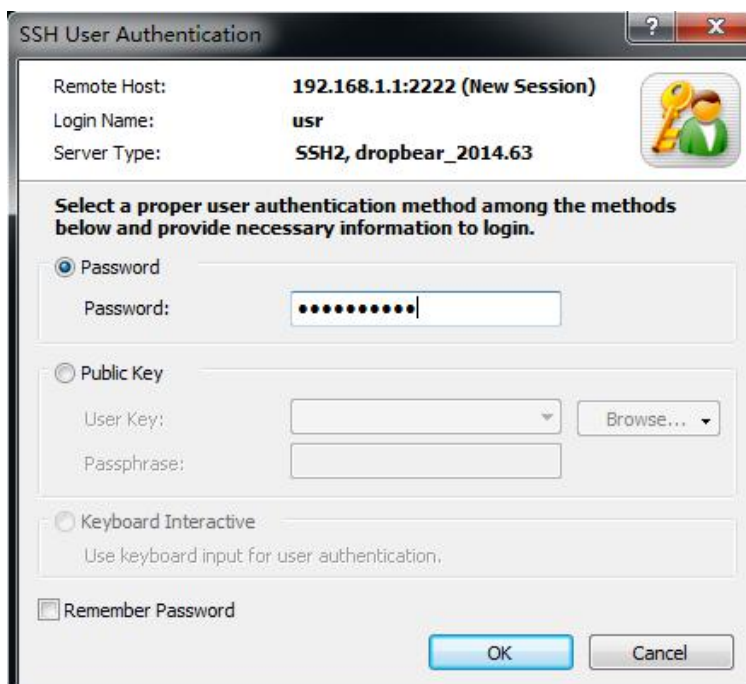 SSH User Authentication
Remote Host: 192.168.1.1:2222 (New Session)
Login Name: usr
Server Type: SSH2, dropbear_2014.63
Select a proper user authentication method among the methods
below and provide necessary information to login.
Password
Password: ●●●●●●●●●●
Public Key
User Key: Browse...
Passphrase:
Keyboard Interactive
Use keyboard input for user authentication.
Remember Password
OK Cancel